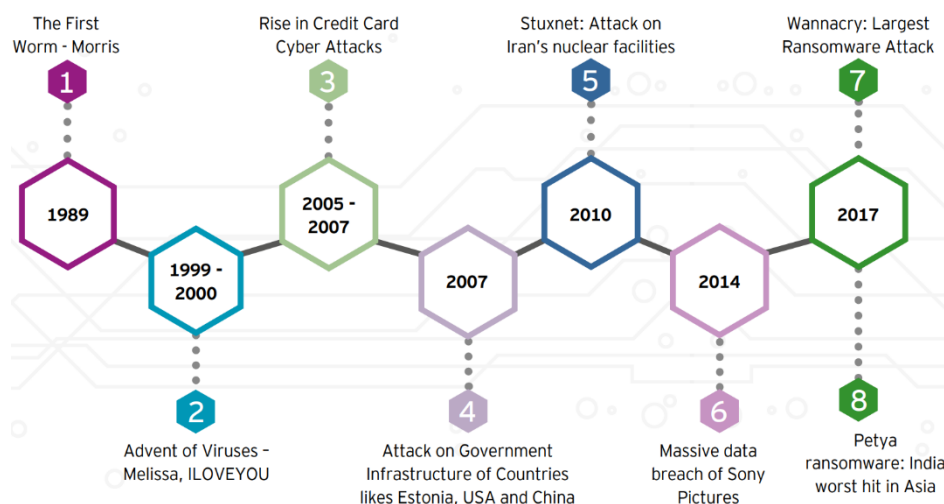 The First
Worm - Morris
1
1989
1999 -
2000
2
Advent of Viruses –
Melissa, ILOVEYOU
Rise in Credit Card
Cyber Attacks
3
2005 -
2007
2007
4
Attack on Government
Infrastructure of Countries
like Estonia, USA and China
Stuxnet: Attack on
Iran's nuclear facilities
5
2010
2014
6
Massive data
breach of Sony
Pictures
Wannacry: Largest
Ransomware Attack
7
2017
8
Petya
ransomware: India
worst hit in Asia